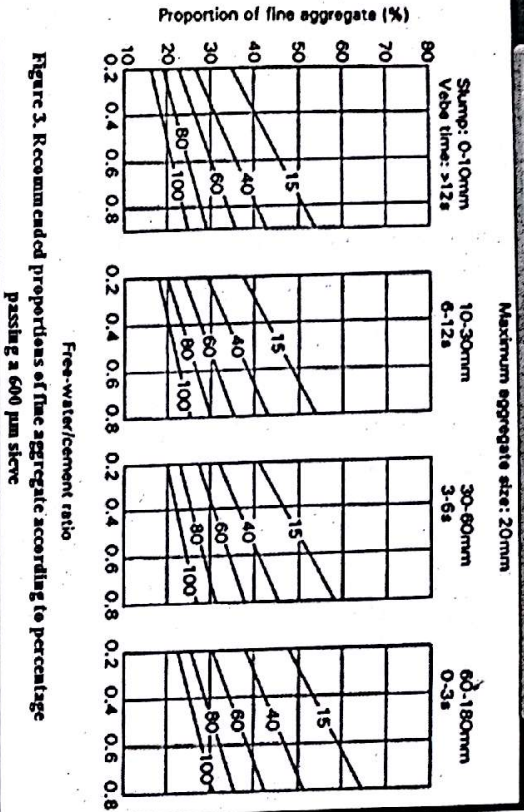 Maximum aggregate size: 20mm
Slump: 0-10mm 10-30mm 30-60mm 60-180mm
Vebe time: >12s 6-12s 3-6s 0-3s
Proportion of fine aggregate (%)
80
70
60
50
40
30
20
10
15 40 60 80 100
15 40 60 80 100
15 40 60 80 100
15 40 60 80 100
0.2 0.4 0.6 0.8 0.2 0.4 0.6 0.8 0.2 0.4 0.6 0.8 0.2 0.4 0.6 0.8
Free-water/cement ratio
Figure 3. Recommended proportions of fine aggregate according to percentage
passing a 600 µm sieve